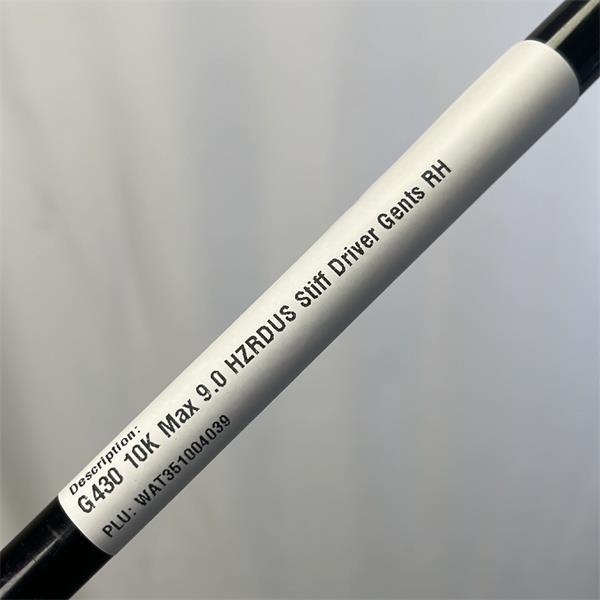 Description:
G430 10K Max 9.0 HZRDUS Stiff Driver Gents RH
PLU: WAT351004039